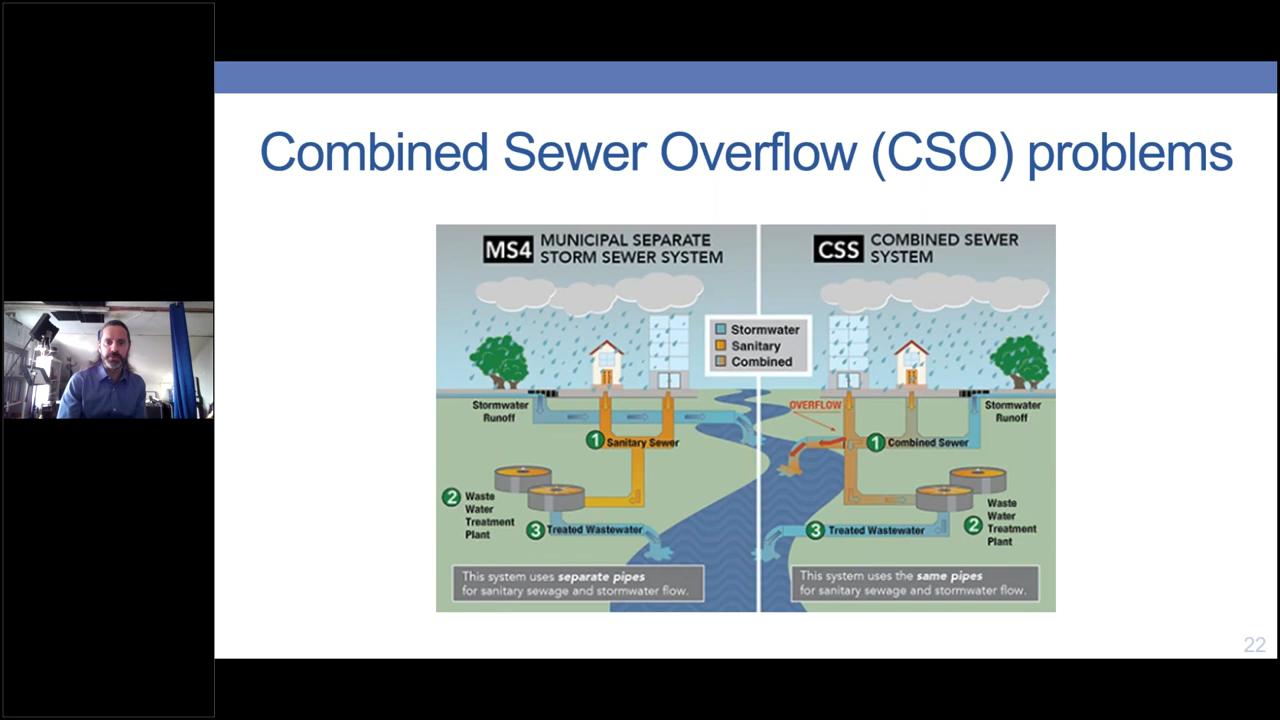 Combined Sewer Overflow (CSO) problems
MS4
MUNICIPAL SEPARATE
STORM SEWER SYSTEM
CSS
COMBINED SEWER
SYSTEM
Stormwater
Sanitary
Combined
Stormwater
Runoff
1 Sanitary Sewer
2 Waste
Water
Treatment
Plant
3 Treated Wastewater
This system uses separate pipes
for sanitary sewage and stormwater flow.
OVERFLOW
Stormwater
Runoff
1 Combined Sewer
2 Waste
Water
Treatment
Plant
3 Treated Wastewater
This system uses the same pipes
for sanitary sewage and stormwater flow.
22